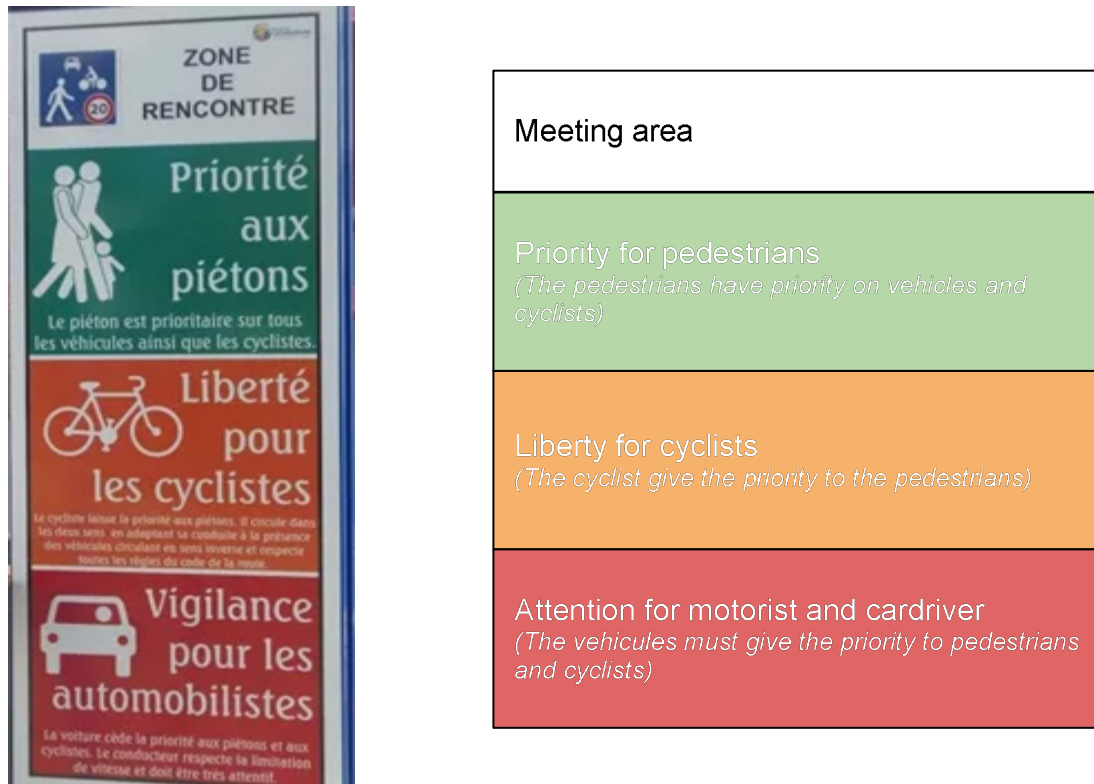 ZONE
DE
RENCONTRE
20
Priorité
aux
piétons
Le piéton est prioritaire sur tous
les véhicules ainsi que les cyclistes.
Liberté
pour
les cyclistes
Le cycliste laisse la priorité aux piétons. Il circule dans
les deux sens en adaptant sa conduite à la présence
des véhicules circulant en sens inverse et respecte
toutes les règles du code de la route.
Vigilance
pour les
automobilistes
La voiture cède la priorité aux piétons et aux
cyclistes. Le conducteur respecte la limitation
de vitesse et doit être très attentif.
Meeting area
Priority for pedestrians
(The pedestrians have priority on vehicles and
cyclists)
Liberty for cyclists
(The cyclist give the priority to the pedestrians)
Attention for motorist and cardriver
(The vehicules must give the priority to pedestrians
and cyclists)